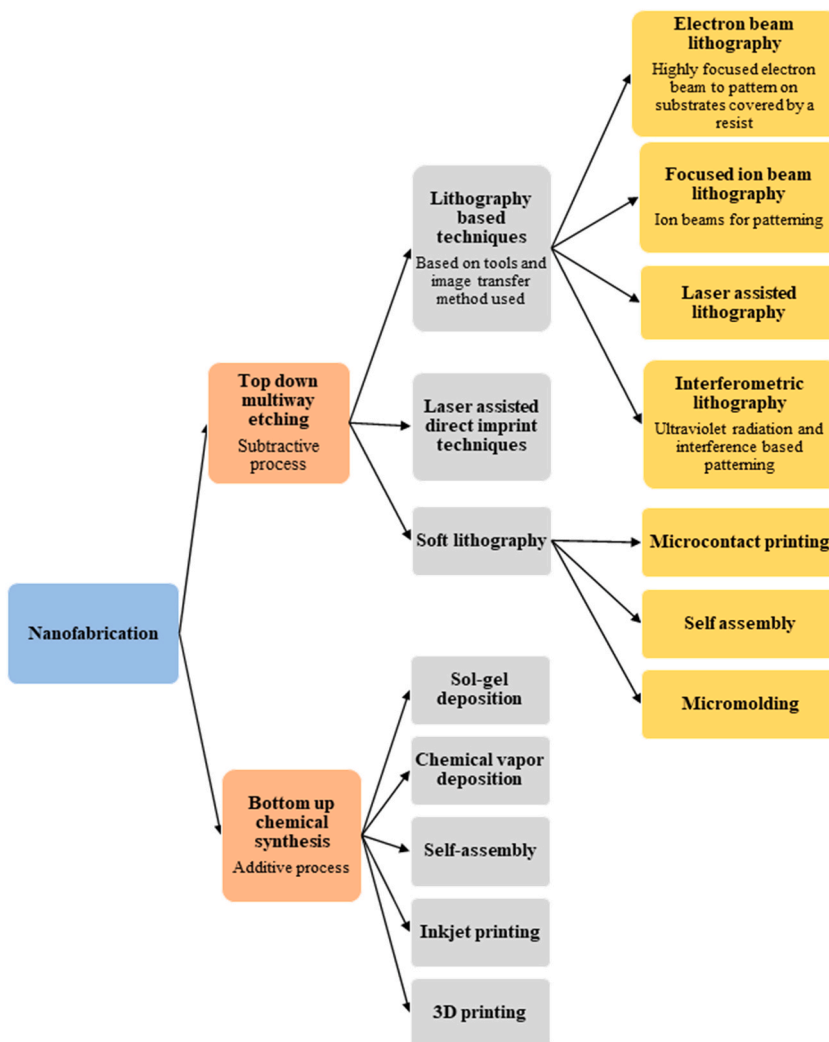 Electron beam
lithography
Highly focused electron
beam to pattern on
substrates covered by a
resist
Focused ion beam
lithography
Ion beams for patterning
Lithography
based
techniques
Based on tools and
image transfer
method used
Laser assisted
lithography
Top down
multiway
etching
Subtractive
process
Laser assisted
direct imprint
techniques
Interferometric
lithography
Ultraviolet radiation and
interference based
patterning
Soft lithography
Microcontact printing
Self assembly
Micromolding
Nanofabrication
Sol-gel
deposition
Chemical vapor
deposition
Bottom up
chemical
synthesis
Additive process
Self-assembly
Inkjet printing
3D printing